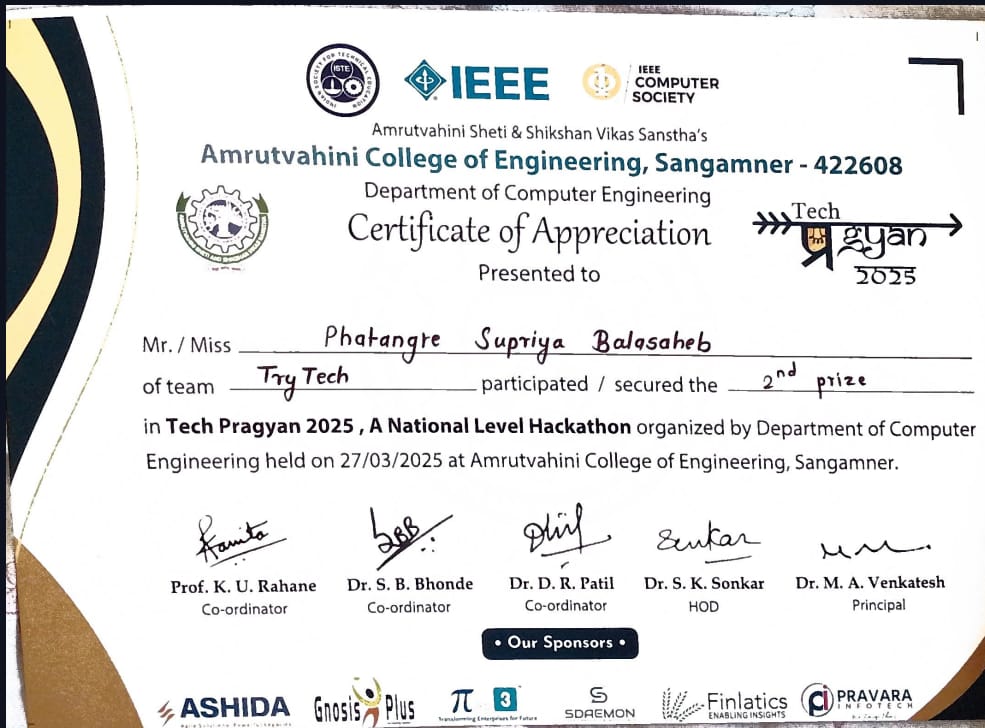 INDIAN SOCIETY FOR TECHNICAL EDUCATION
ISTE
IEEE
IEEE
COMPUTER
SOCIETY
Amrutvahini Sheti & Shikshan Vikas Sanstha's
Amrutvahini College of Engineering, Sangamner - 422608
Department of Computer Engineering
Certificate of Appreciation
Presented to
Tech
प्रgyan
2025
Mr. / Miss Phatangre Supriya Balasaheb
of team Try Tech participated / secured the 2nd prize
in Tech Pragyan 2025 , A National Level Hackathon organized by Department of Computer
Engineering held on 27/03/2025 at Amrutvahini College of Engineering, Sangamner.
Prof. K. U. Rahane
Dr. S. B. Bhonde
Dr. D. R. Patil
Dr. S. K. Sonkar
Dr. M. A. Venkatesh
Co-ordinator
Co-ordinator
Co-ordinator
HOD
Principal
• Our Sponsors •
ASHIDA
Gnosis Plus
π 3
Transforming Enterprises for Future
SDAEMON
Finlatics
ENABLING INSIGHTS
PRAVARA
INFOTECH